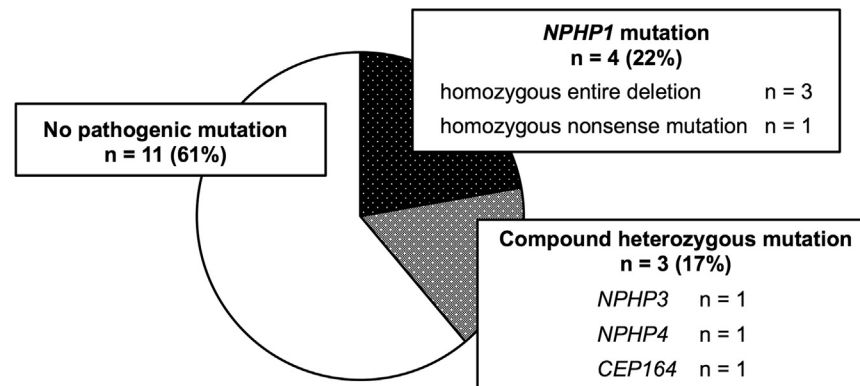 NPHP1 mutation
n = 4 (22%)
homozygous entire deletion n = 3
homozygous nonsense mutation n = 1
No pathogenic mutation
n = 11 (61%)
Compound heterozygous mutation
n = 3 (17%)
NPHP3 n = 1
NPHP4 n = 1
CEP164 n = 1